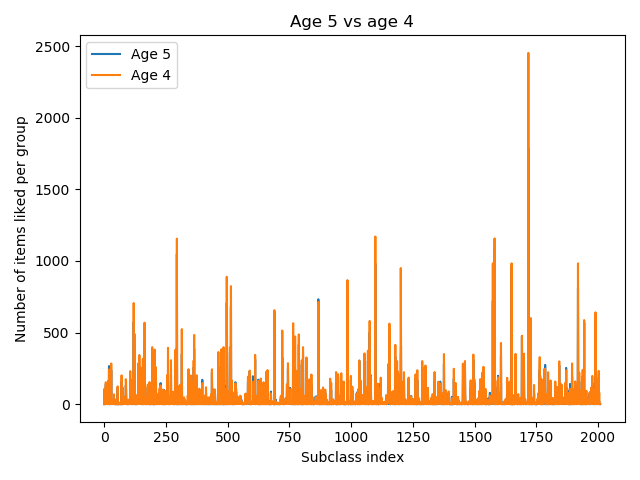 Age 5 vs age 4
Age 5
Age 4
Number of items liked per group
2500
2000
1500
1000
500
0
0 250 500 750 1000 1250 1500 1750 2000
Subclass index